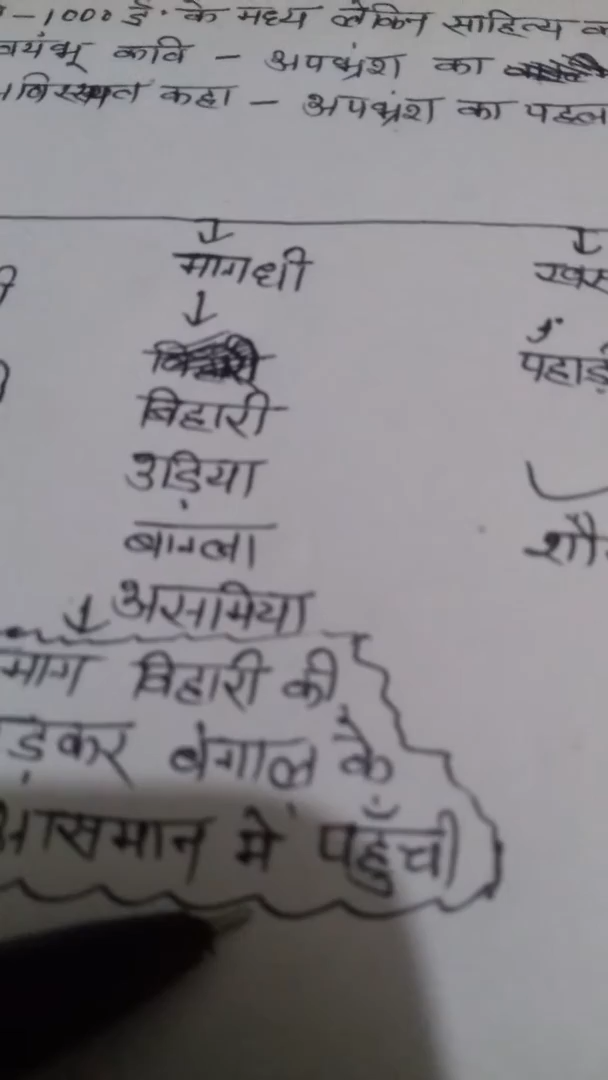 – 1000 ई. के मध्य लेकिन साहित्य
स्वयंभू कवि – अपभ्रंश का
कहा – अपभ्रंश का पहल
मागधी
खस
बिहारी
पहाड़
उड़िया
बांग्ला
शौ
असमिया
माग बिहारी की
ड़कर बंगाल के
आसमान में पहुँची